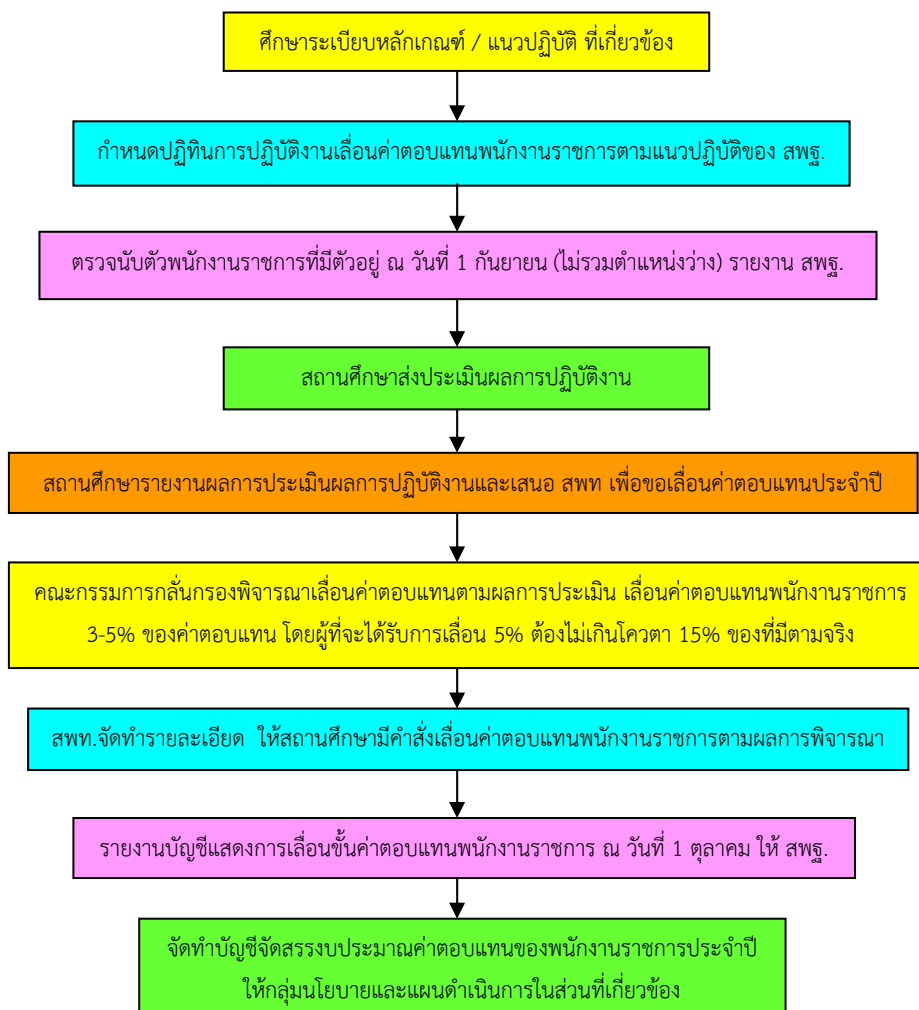 ศึกษาระเบียบหลักเกณฑ์ / แนวปฏิบัติ ที่เกี่ยวข้อง
กำหนดปฏิทินการปฏิบัติงานเลื่อนค่าตอบแทนพนักงานราชการตามแนวปฏิบัติของ สพฐ.
ตรวจนับตัวพนักงานราชการที่มีตัวอยู่ ณ วันที่ 1 กันยายน (ไม่รวมตำแหน่งว่าง) รายงาน สพฐ.
สถานศึกษาส่งประเมินผลการปฏิบัติงาน
สถานศึกษารายงานผลการประเมินผลการปฏิบัติงานและเสนอ สพท เพื่อขอเลื่อนค่าตอบแทนประจำปี
คณะกรรมการกลั่นกรองพิจารณาเลื่อนค่าตอบแทนตามผลการประเมิน เลื่อนค่าตอบแทนพนักงานราชการ
3-5% ของค่าตอบแทน โดยผู้ที่จะได้รับการเลื่อน 5% ต้องไม่เกินโควตา 15% ของที่มีตามจริง
สพท.จัดทำรายละเอียด ให้สถานศึกษามีคำสั่งเลื่อนค่าตอบแทนพนักงานราชการตามผลการพิจารณา
รายงานบัญชีแสดงการเลื่อนขั้นค่าตอบแทนพนักงานราชการ ณ วันที่ 1 ตุลาคม ให้ สพฐ.
จัดทำบัญชีจัดสรรงบประมาณค่าตอบแทนของพนักงานราชการประจำปี
ให้กลุ่มนโยบายและแผนดำเนินการในส่วนที่เกี่ยวข้อง